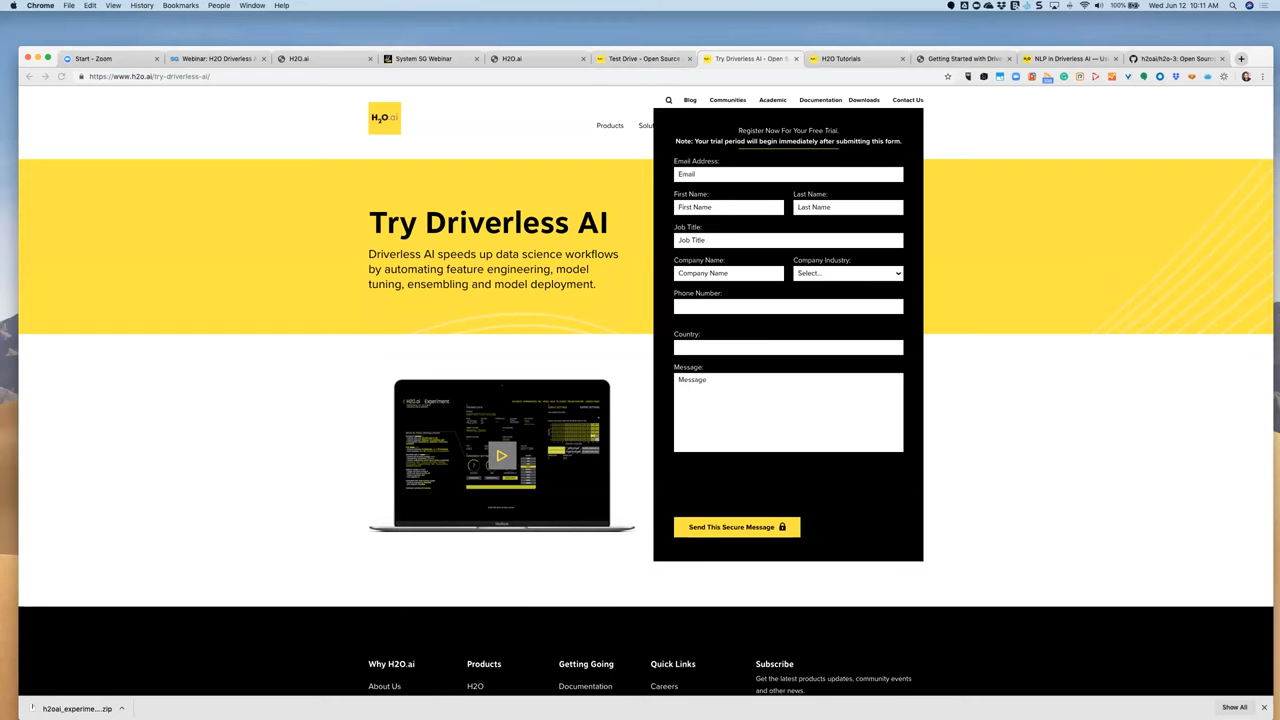 Chrome File Edit View History Bookmarks People Window Help
100% Wed Jun 12 10:11 AM
Start - Zoom
Webinar: H2O Driverless A
H2O.ai
System SG Webinar
H2O.ai
Test Drive - Open Source
Try Driverless AI - Open S
H2O Tutorials
Getting Started with Drive
NLP in Driverless AI — Us
h2oai/h2o-3: Open Sourc
https://www.h2o.ai/try-driverless-ai/
Blog Communities Academic Documentation Downloads Contact Us
H2O.ai
Products Solut
Register Now For Your Free Trial.
Note: Your trial period will begin immediately after submitting this form.
Email Address:
Email
First Name: Last Name:
First Name Last Name
Job Title:
Job Title
Company Name: Company Industry:
Company Name Select...
Phone Number:
Country:
Message:
Message
Send This Secure Message
Try Driverless AI
Driverless AI speeds up data science workflows
by automating feature engineering, model
tuning, ensembling and model deployment.
H2O.ai Experiment
Why H2O.ai Products Getting Going Quick Links Subscribe
About Us H2O Documentation Careers
Get the latest products updates, community events
and other news.
h2oai_experime....zip
Show All